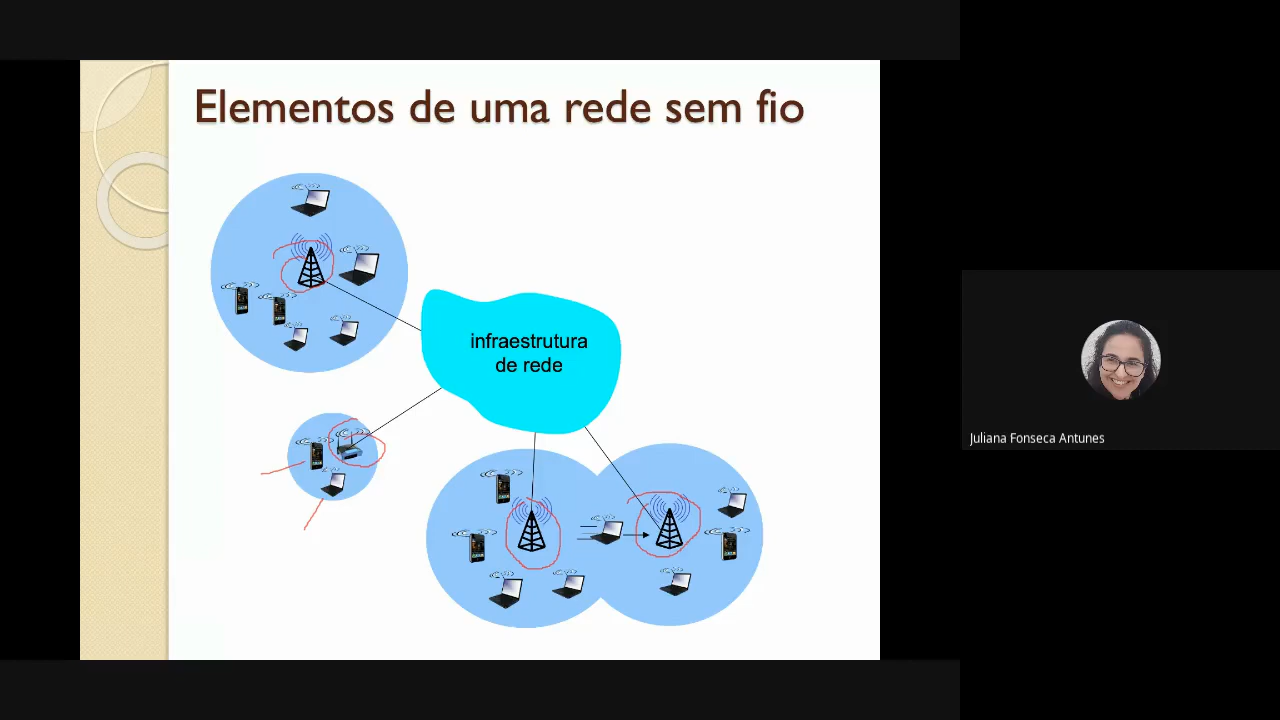 Elementos de uma rede sem fio
infraestrutura
de rede
Juliana Fonseca Antunes